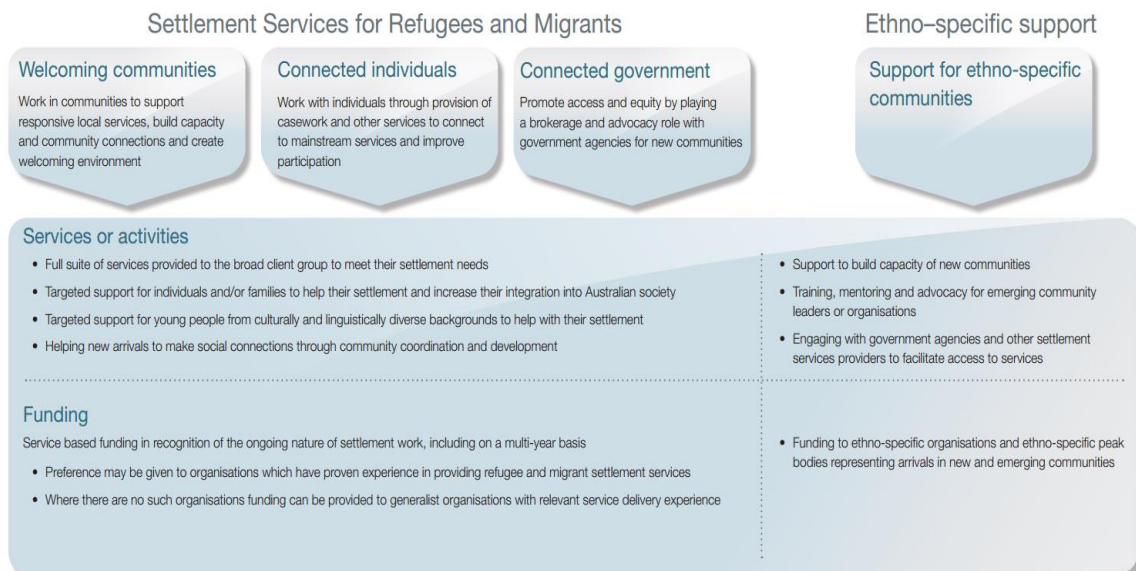 Settlement Services for Refugees and Migrants
Ethno–specific support
Welcoming communities
Work in communities to support
responsive local services, build capacity
and community connections and create
welcoming environment
Connected individuals
Work with individuals through provision of
casework and other services to connect
to mainstream services and improve
participation
Connected government
Promote access and equity by playing
a brokerage and advocacy role with
government agencies for new communities
Support for ethno-specific
communities
Services or activities
• Full suite of services provided to the broad client group to meet their settlement needs
• Targeted support for individuals and/or families to help their settlement and increase their integration into Australian society
• Targeted support for young people from culturally and linguistically diverse backgrounds to help with their settlement
• Helping new arrivals to make social connections through community coordination and development
• Support to build capacity of new communities
• Training, mentoring and advocacy for emerging community
leaders or organisations
• Engaging with government agencies and other settlement
services providers to facilitate access to services
Funding
Service based funding in recognition of the ongoing nature of settlement work, including on a multi-year basis
• Preference may be given to organisations which have proven experience in providing refugee and migrant settlement services
• Where there are no such organisations funding can be provided to generalist organisations with relevant service delivery experience
• Funding to ethno-specific organisations and ethno-specific peak
bodies representing arrivals in new and emerging communities